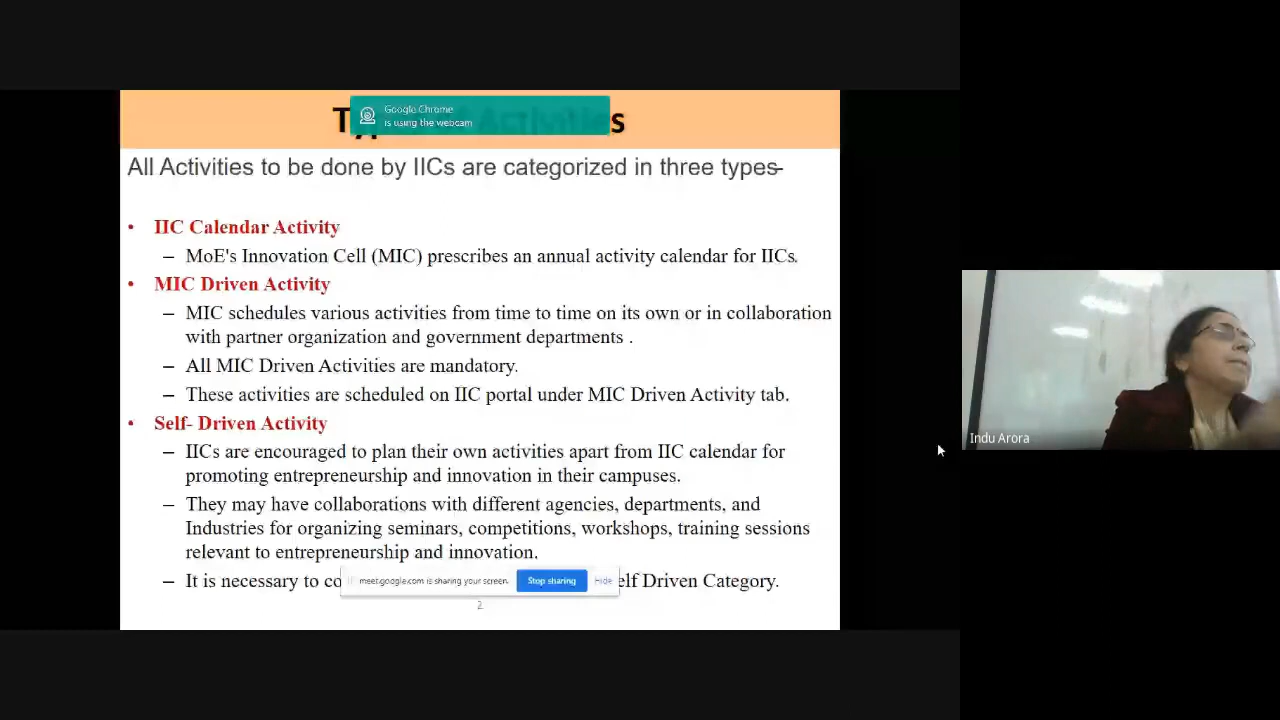 Google Chrome
is using the webcam
All Activities to be done by IICs are categorized in three types-
• IIC Calendar Activity
– MoE's Innovation Cell (MIC) prescribes an annual activity calendar for IICs.
• MIC Driven Activity
– MIC schedules various activities from time to time on its own or in collaboration
with partner organization and government departments .
– All MIC Driven Activities are mandatory.
– These activities are scheduled on IIC portal under MIC Driven Activity tab.
• Self- Driven Activity
– IICs are encouraged to plan their own activities apart from IIC calendar for
promoting entrepreneurship and innovation in their campuses.
– They may have collaborations with different agencies, departments, and
Industries for organizing seminars, competitions, workshops, training sessions
relevant to entrepreneurship and innovation.
– It is necessary to
Driven Category.
meet.google.com is sharing your screen.
Stop sharing
Hide
2
Indu Arora